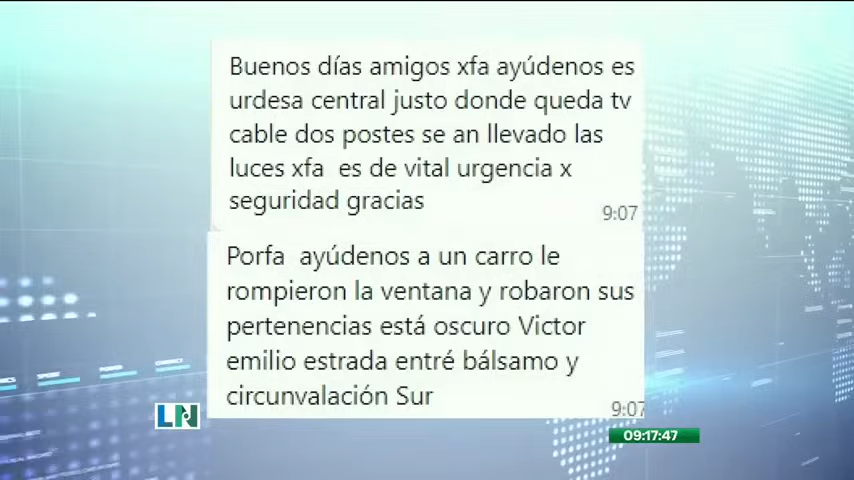 Buenos días amigos xfa ayúdenos es
urdesa central justo donde queda tv
cable dos postes se an llevado las
luces xfa es de vital urgencia x
seguridad gracias
9:07
Porfa ayúdenos a un carro le
rompieron la ventana y robaron sus
pertenencias está oscuro Victor
emilio estrada entré bálsamo y
circunvalación Sur
9:07
LN
09:17:47